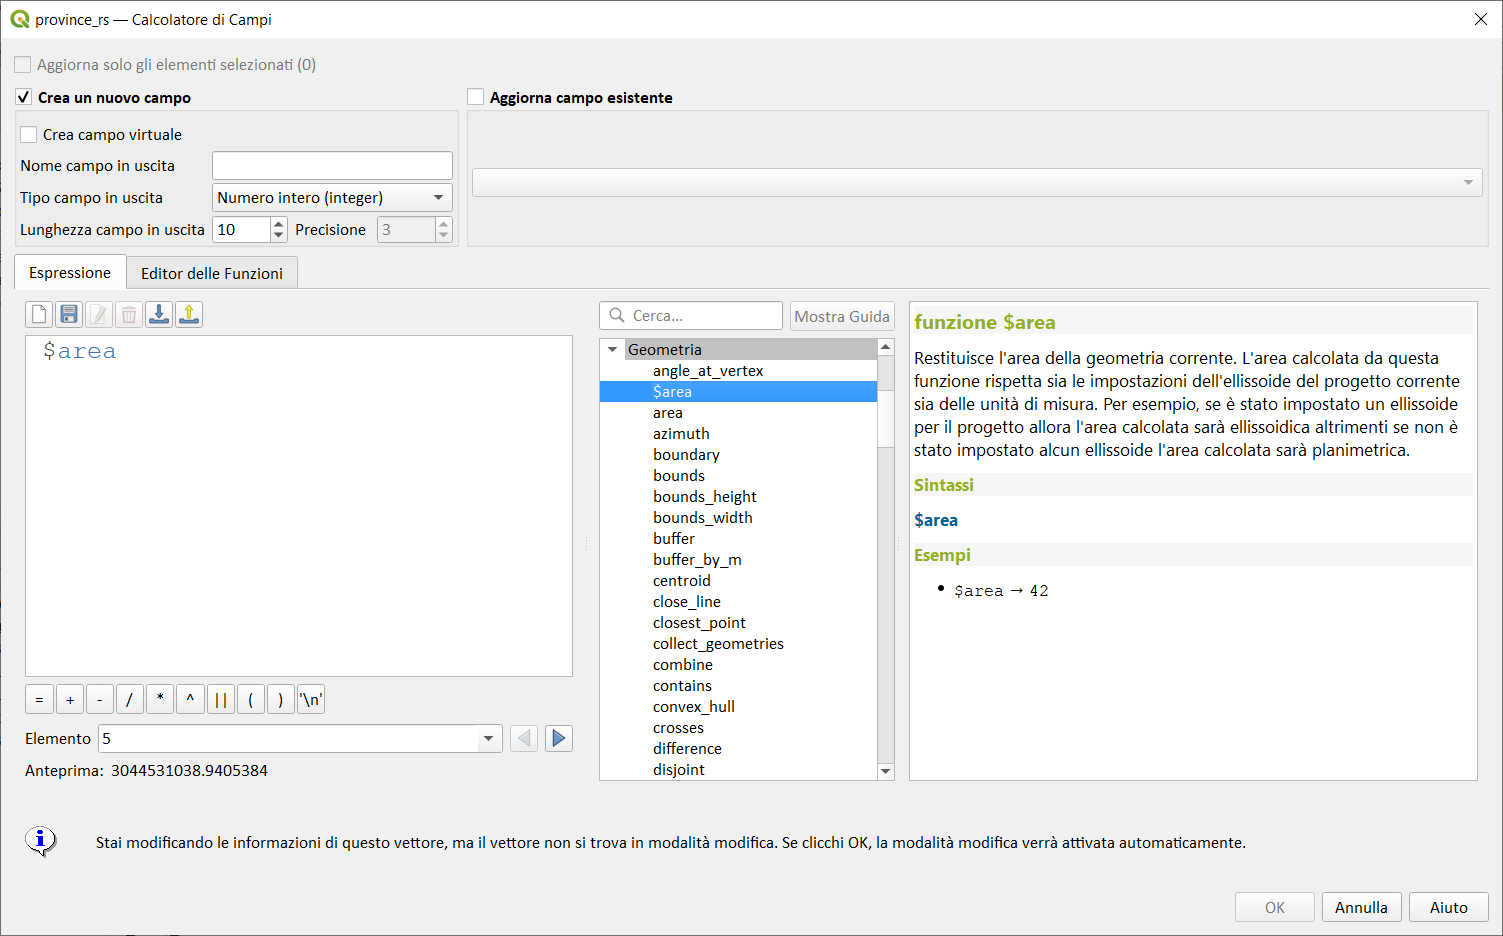 province_rs — Calcolatore di Campi
Aggiorna solo gli elementi selezionati (0)
Crea un nuovo campo
Aggiorna campo esistente
Crea campo virtuale
Nome campo in uscita
Tipo campo in uscita
Numero intero (integer)
Lunghezza campo in uscita
10
Precisione
3
Espressione
Editor delle Funzioni
$area
= + - / * ^ || ( ) '\n'
Elemento
5
Anteprima: 3044531038.9405384
Cerca...
Mostra Guida
Geometria
angle_at_vertex
$area
area
azimuth
boundary
bounds
bounds_height
bounds_width
buffer
buffer_by_m
centroid
close_line
closest_point
collect_geometries
combine
contains
convex_hull
crosses
difference
disjoint
funzione $area
Restituisce l'area della geometria corrente. L'area calcolata da questa
funzione rispetta sia le impostazioni dell'ellissoide del progetto corrente
sia delle unità di misura. Per esempio, se è stato impostato un ellissoide
per il progetto allora l'area calcolata sarà ellissoidica altrimenti se non è
stato impostato alcun ellissoide l'area calcolata sarà planimetrica.
Sintassi
$area
Esempi
• $area → 42
Stai modificando le informazioni di questo vettore, ma il vettore non si trova in modalità modifica. Se clicchi OK, la modalità modifica verrà attivata automaticamente.
OK
Annulla
Aiuto